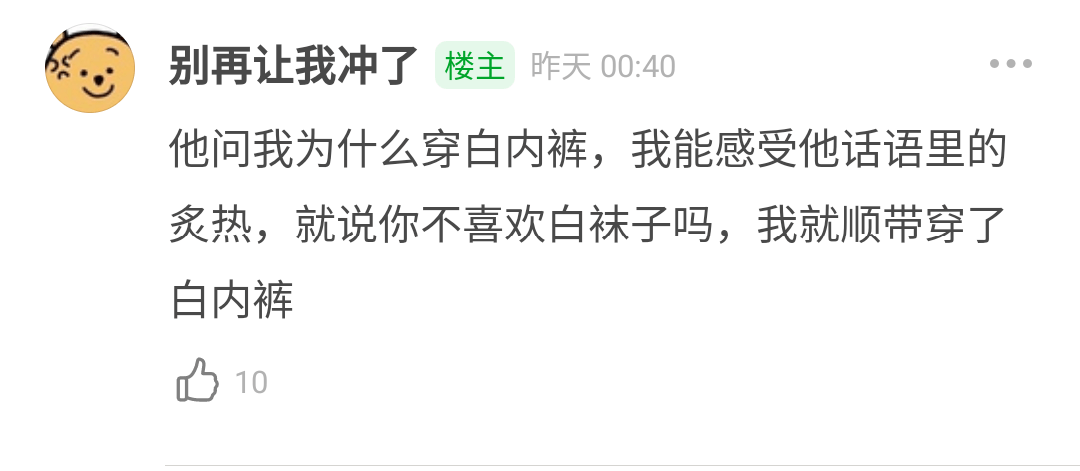 别再让我冲了 楼主 昨天 00:40
他问我为什么穿白内裤，我能感受他话语里的
炙热，就说你不喜欢白袜子吗，我就顺带穿了
白内裤
10